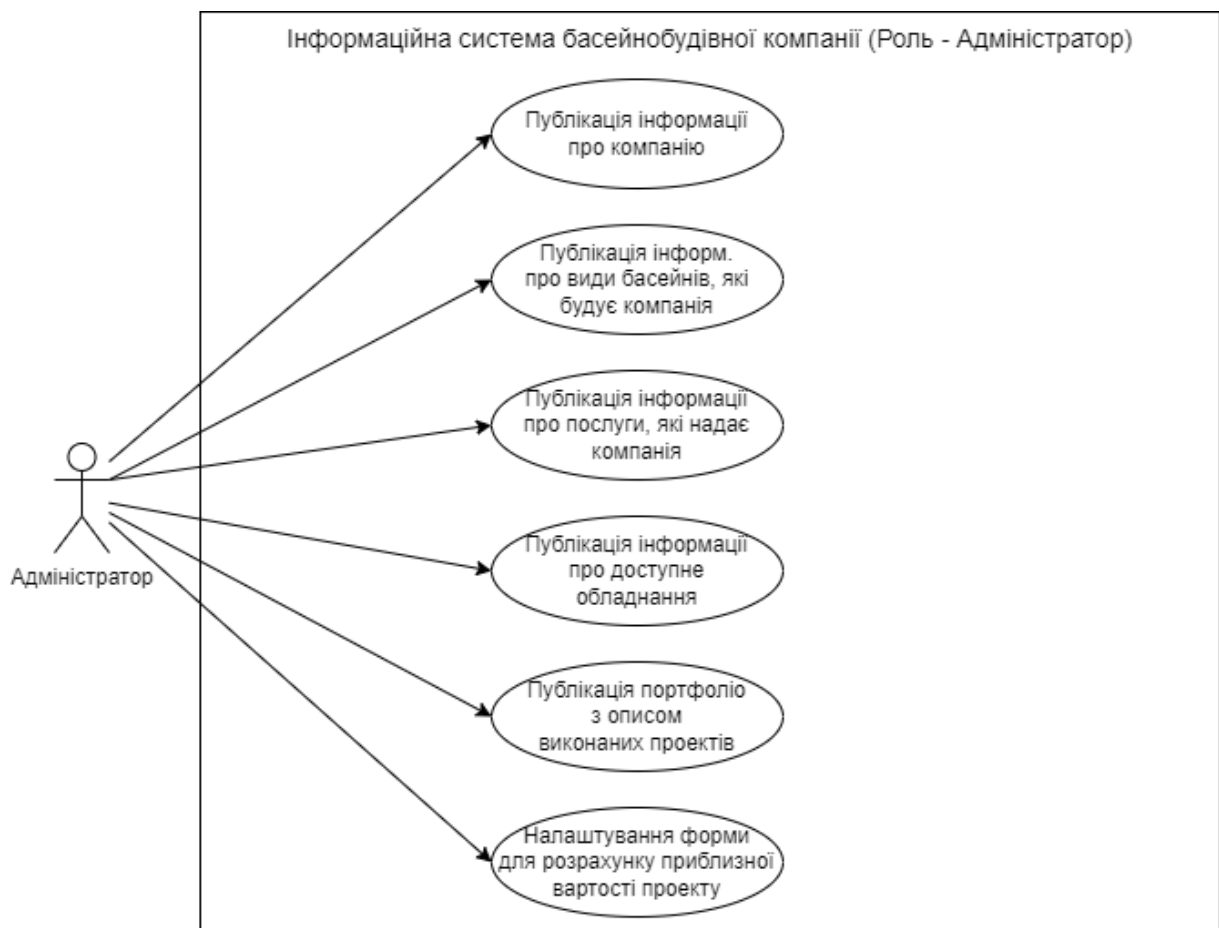 Інформаційна система басейнобудівної компанії (Роль - Адміністратор)
Публікація інформації
про компанію
Публікація інформ.
про види басейнів, які
будує компанія
Публікація інформації
про послуги, які надає
компанія
Публікація інформації
про доступне
обладнання
Адміністратор
Публікація портфоліо
з описом
виконаних проектів
Налаштування форми
для розрахунку приблизної
вартості проекту